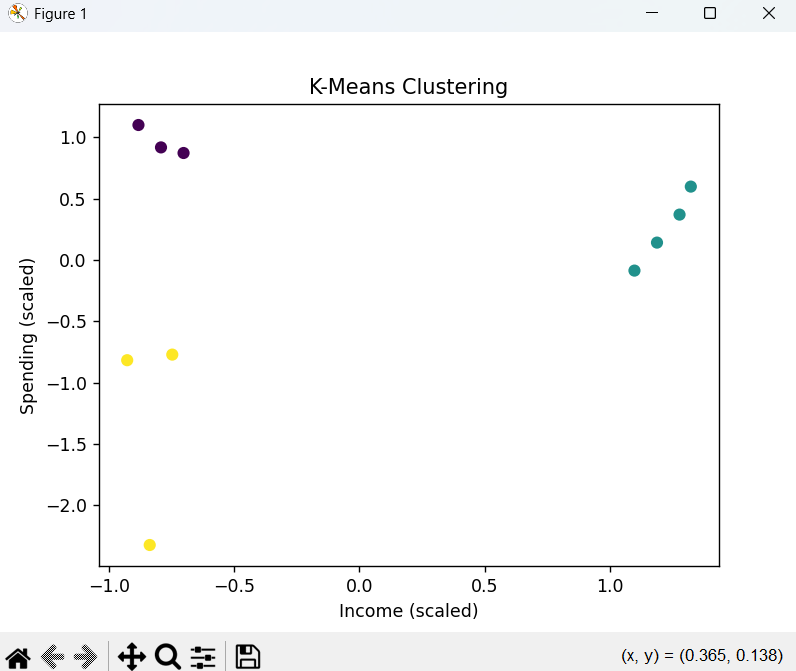 Figure 1
K-Means Clustering
1.0
0.5
0.0
−0.5
−1.0
−1.5
−2.0
Spending (scaled)
−1.0 −0.5 0.0 0.5 1.0
Income (scaled)
(x, y) = (0.365, 0.138)